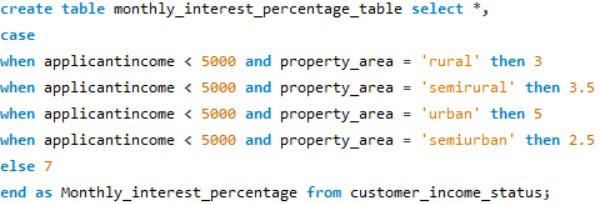 create table monthly_interest_percentage_table select *,
case
when applicantincome < 5000 and property_area = 'rural' then 3
when applicantincome < 5000 and property_area = 'semirural' then 3.5
when applicantincome < 5000 and property_area = 'urban' then 5
when applicantincome < 5000 and property_area = 'semiurban' then 2.5
else 7
end as Monthly_interest_percentage from customer_income_status;